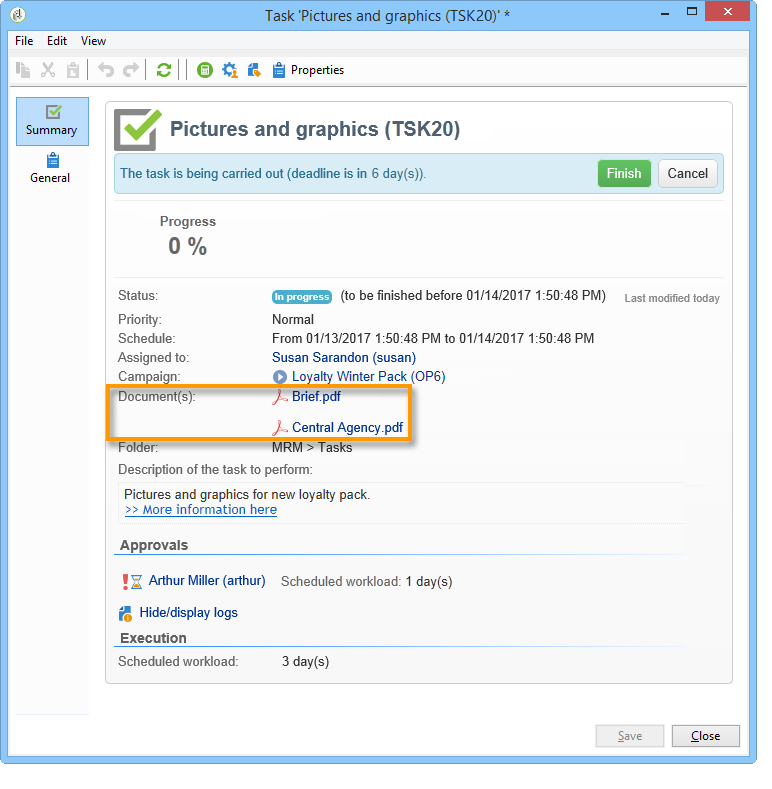 Task 'Pictures and graphics (TSK20)' *
File Edit View
Properties
Summary
General
Pictures and graphics (TSK20)
The task is being carried out (deadline is in 6 day(s)). Finish Cancel
Progress
0 %
Status: In progress (to be finished before 01/14/2017 1:50:48 PM) Last modified today
Priority: Normal
Schedule: From 01/13/2017 1:50:48 PM to 01/14/2017 1:50:48 PM
Assigned to: Susan Sarandon (susan)
Campaign: Loyalty Winter Pack (OP6)
Document(s): Brief.pdf
Central Agency.pdf
Folder: MRM > Tasks
Description of the task to perform:
Pictures and graphics for new loyalty pack.
>> More information here
Approvals
Arthur Miller (arthur) Scheduled workload: 1 day(s)
Hide/display logs
Execution
Scheduled workload: 3 day(s)
Save Close